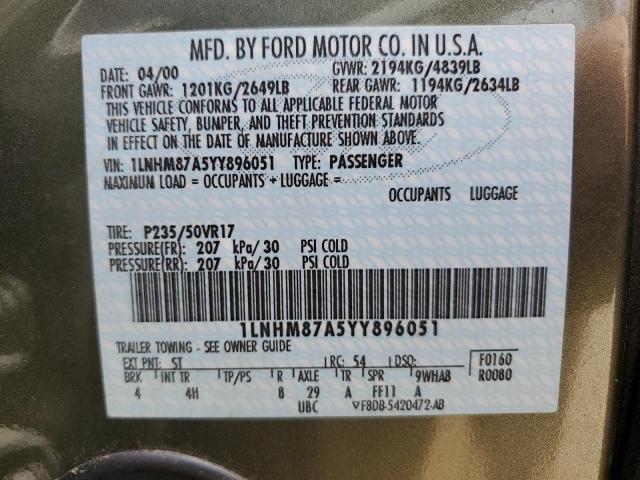 MFD. BY FORD MOTOR CO. IN U.S.A.
DATE: 04/00 GVWR: 2194KG/4839LB
FRONT GAWR: 1201KG/2649LB REAR GAWR: 1194KG/2634LB
THIS VEHICLE CONFORMS TO ALL APPLICABLE FEDERAL MOTOR
VEHICLE SAFETY, BUMPER, AND THEFT PREVENTION STANDARDS
IN EFFECT ON THE DATE OF MANUFACTURE SHOWN ABOVE.
VIN: 1LNHM87A5YY896051 TYPE: PASSENGER
MAXIMUM LOAD = OCCUPANTS + LUGGAGE =
OCCUPANTS LUGGAGE
TIRE: P235/50VR17
PRESSURE(FR) 207 kPa/30 PSI COLD
PRESSURE(RR) 207 kPa/30 PSI COLD
1LNHM87A5YY896051
TRAILER TOWING - SEE OWNER GUIDE
EXT PNT: ST RC: 54 DSO: F0160
BRK INT TR TP/PS R AXLE TR SPR 9WHAB R0080
4 4H 8 29 A FF11 A
UBC F8DB-5420472-AB